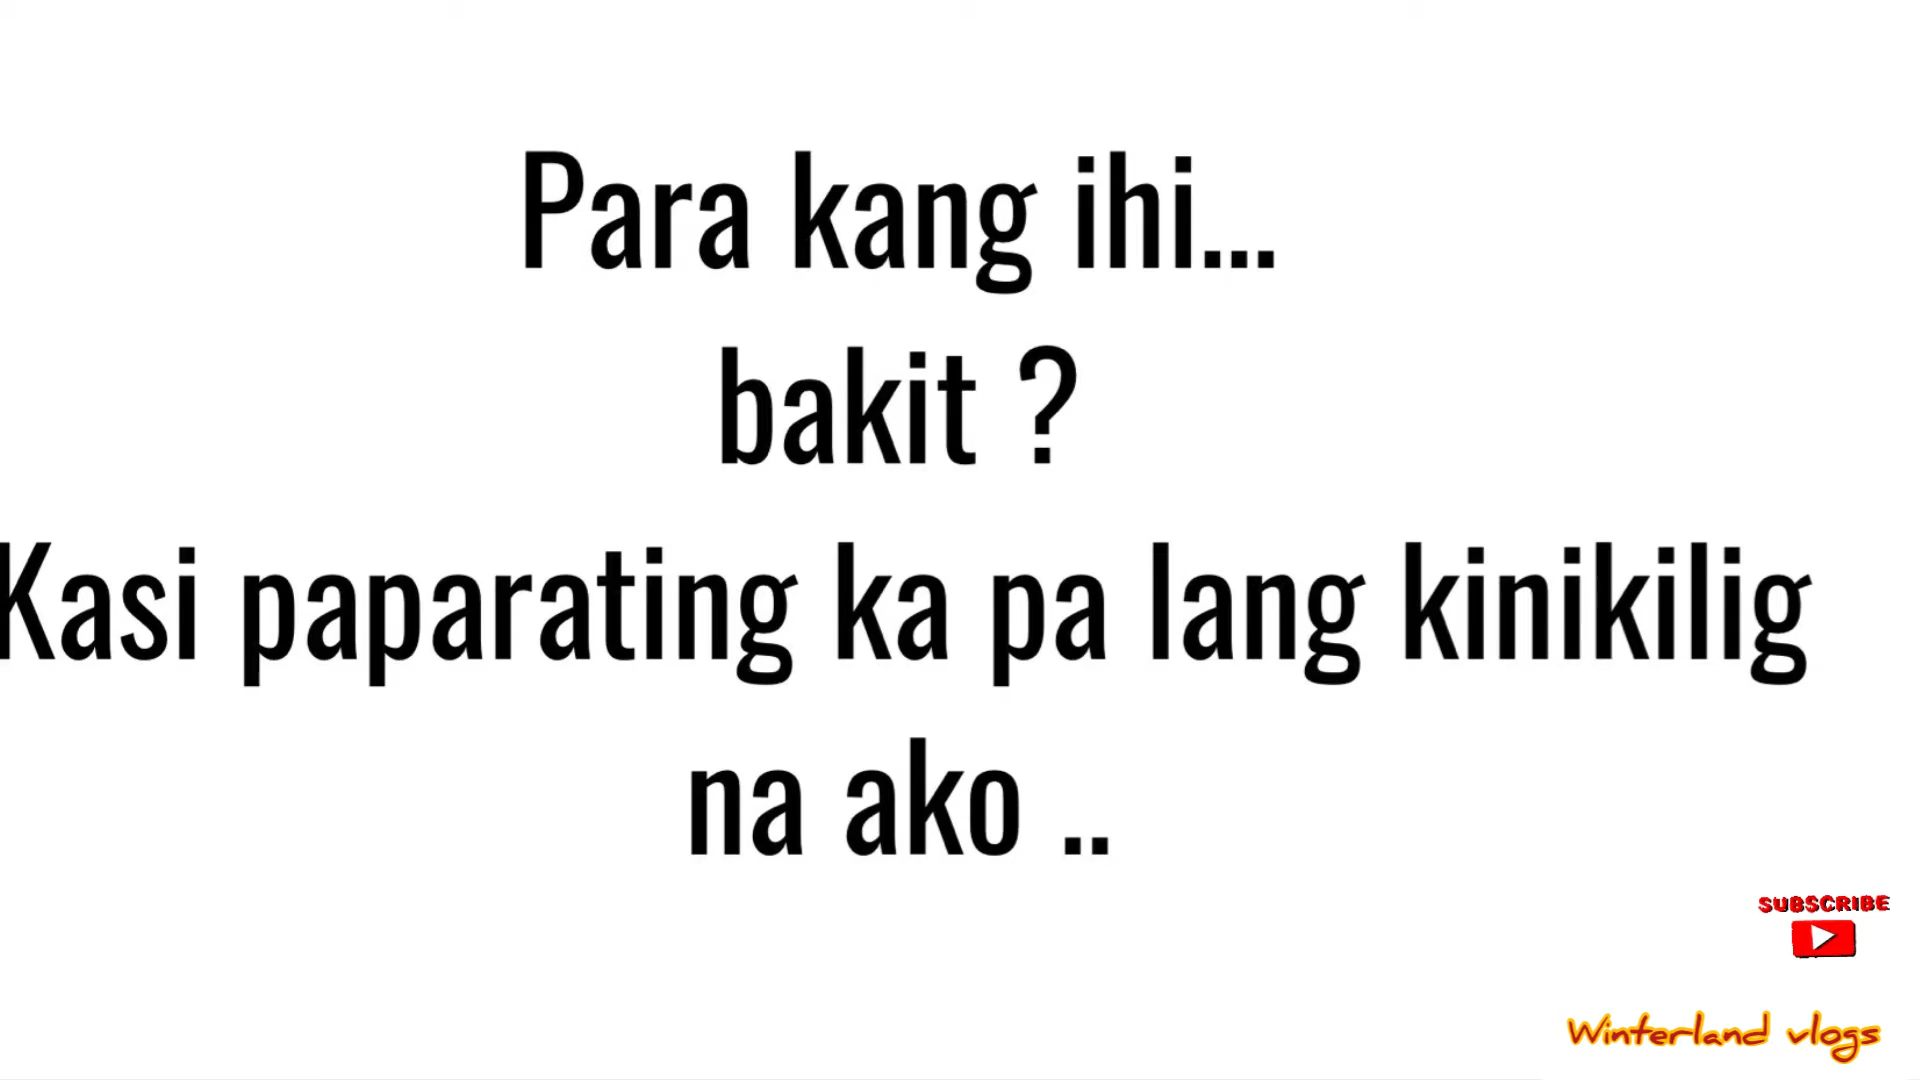 Para kang ihi...
bakit ?
Kasi paparating ka pa lang kinikilig
na ako ..
SUBSCRIBE
Winterland vlogs